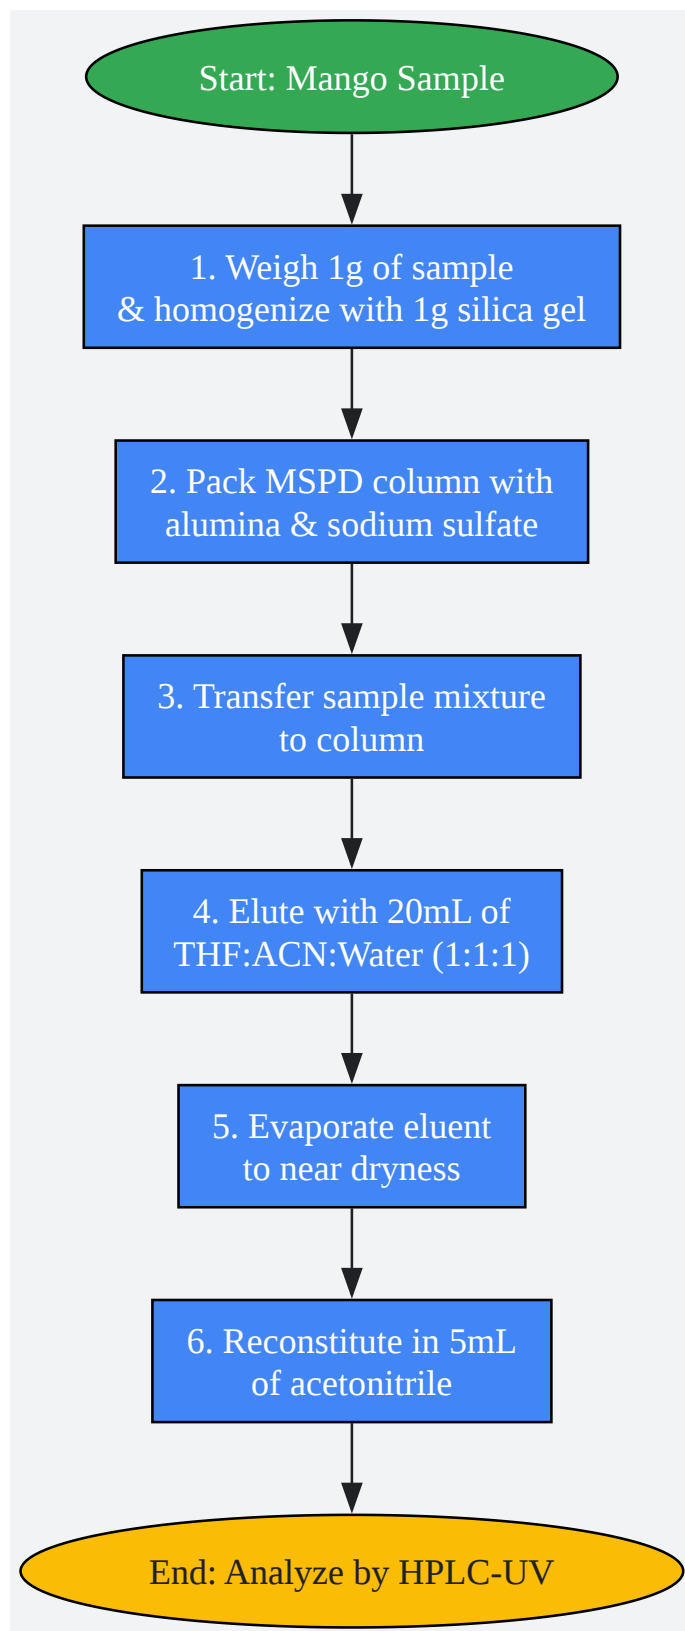 Start: Mango Sample
1. Weigh 1g of sample
& homogenize with 1g silica gel
2. Pack MSPD column with
alumina & sodium sulfate
3. Transfer sample mixture
to column
4. Elute with 20mL of
THF:ACN:Water (1:1:1)
5. Evaporate eluent
to near dryness
6. Reconstitute in 5mL
of acetonitrile
End: Analyze by HPLC-UV